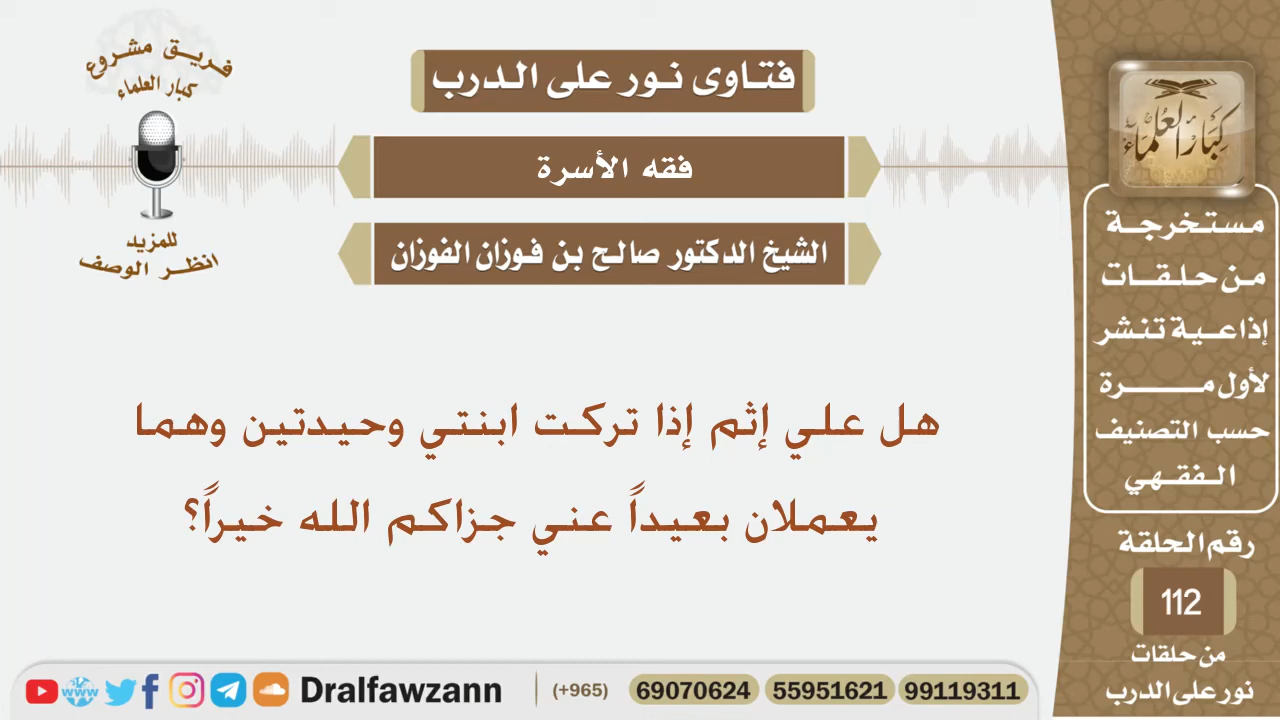 فريق مشروع
كبار العلماء
للمزيد
انظر الوصف
فتاوى نور على الدرب
فقه الأسرة
الشيخ الدكتور صالح بن فوزان الفوزان
هل علي إثم إذا تركت ابنتي وحيدتين وهما
يعملان بعيداً عني جزاكم الله خيراً؟
كبار العلماء
مستخرجة
من حلقات
إذاعية تنشر
لأول مرة
حسب التصنيف
الفقهي
رقم الحلقة
112
من حلقات
نور على الدرب
www Dralfawzann (+965) 69070624 55951621 99119311